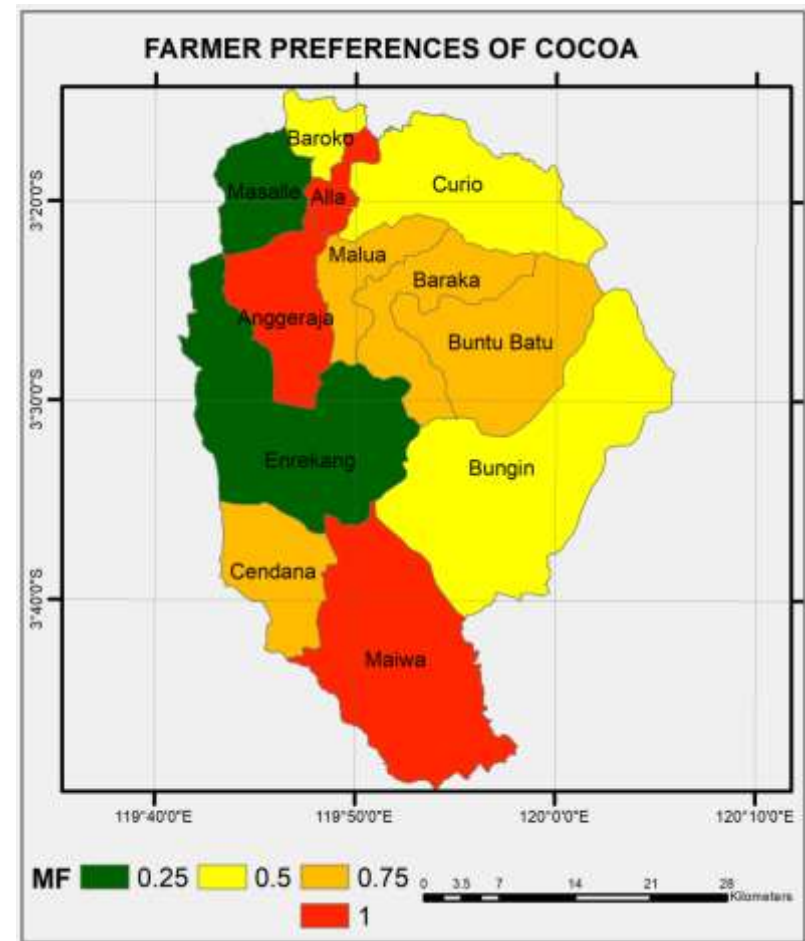 FARMER PREFERENCES OF COCOA
Baroko
Masalle
Alla
Curio
Malua
Baraka
Anggeraja
Buntu Batu
Enrekang
Bungin
Cendana
Maiwa
3°20'0"S
3°30'0"S
3°40'0"S
119°40'0"E 119°50'0"E 120°0'0"E 120°10'0"E
MF 0.25 0.5 0.75 0 3.5 7 14 21 28 Kilometers
1